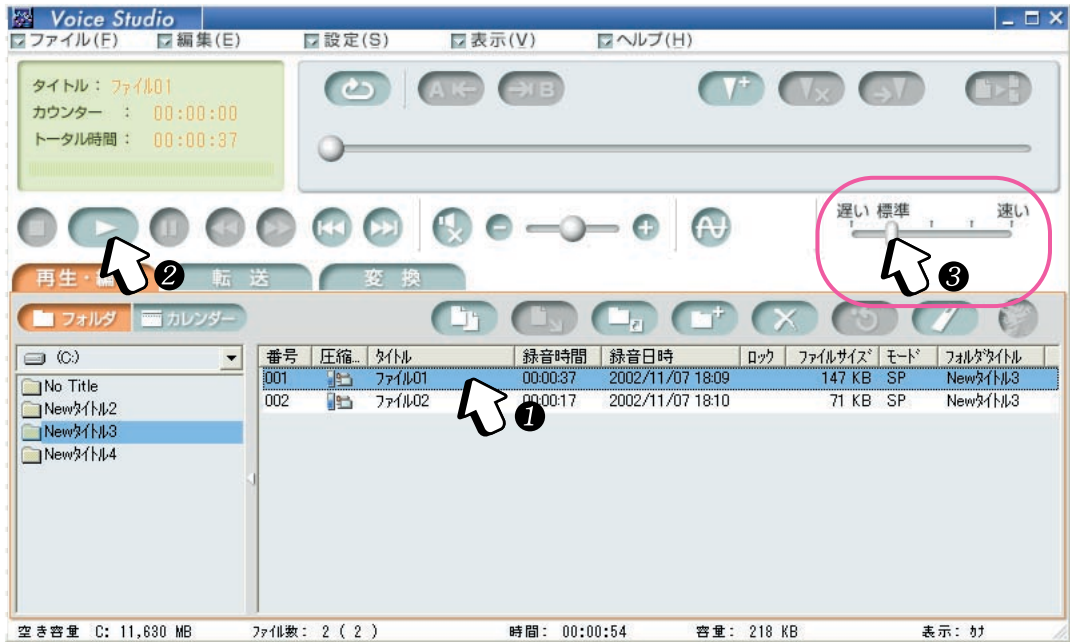 Voice Studio
ファイル(F) 編集(E) 設定(S) 表示(V) ヘルプ(H)
タイトル： ファイル01
カウンター ： 00:00:00
トータル時間： 00:00:37
A B
遅い 標準 速い
❷ ❸
再生・編 転 送 変 換
フォルダ カレンダー
(C:)
番号 圧縮... タイトル 録音時間 録音日時 ロック ファイルサイズ モード フォルダタイトル
001 ファイル01 00:00:37 2002/11/07 18:09 147 KB SP Newタイトル3
002 ファイル02 00:00:17 2002/11/07 18:10 71 KB SP Newタイトル3
❶
No Title
Newタイトル2
Newタイトル3
Newタイトル4
空き容量 C: 11,630 MB ファイル数: 2 ( 2 ) 時間: 00:00:54 容量: 218 KB 表示: カナ